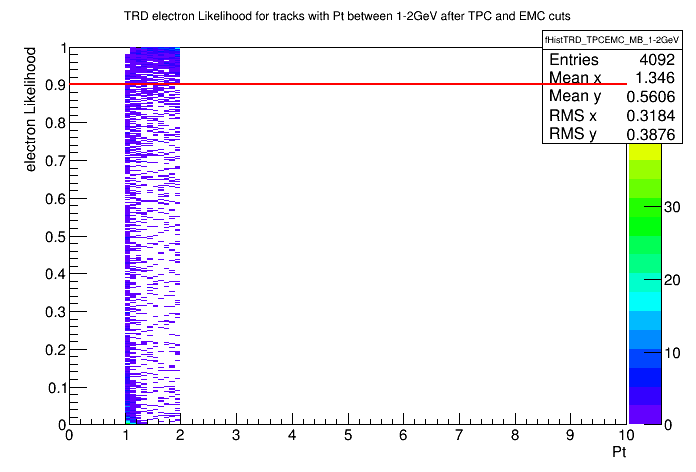 TRD electron Likelihood for tracks with Pt between 1-2GeV after TPC and EMC cuts
fHistTRD_TPCEMC_MB_1-2GeV
Entries 4092
Mean x 1.346
Mean y 0.5606
RMS x 0.3184
RMS y 0.3876
electron Likelihood
1
0.9
0.8
0.7
0.6
0.5
0.4
0.3
0.2
0.1
0
0 1 2 3 4 5 6 7 8 9 10
Pt
30
20
10
0